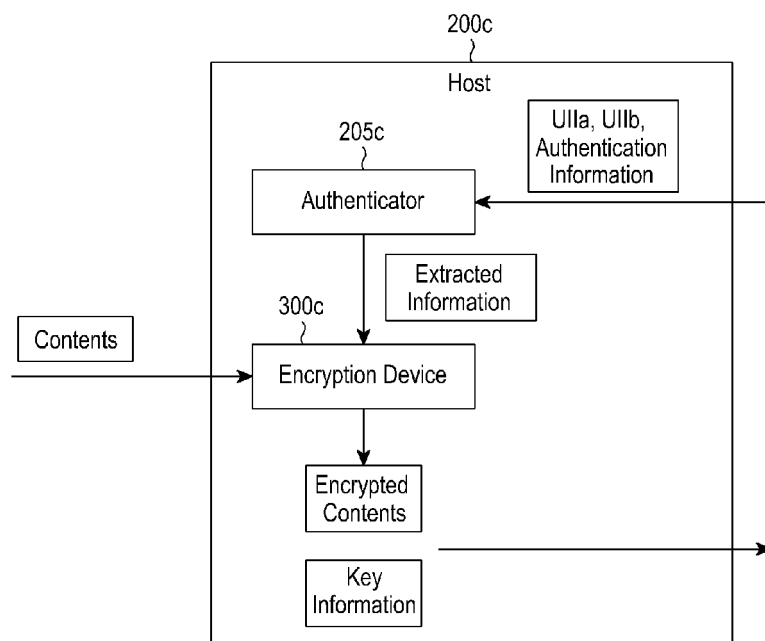 200c
Host
UIIa, UIIb,
Authentication
Information
205c
Authenticator
Extracted
Information
300c
Contents
Encryption Device
Encrypted
Contents
Key
Information